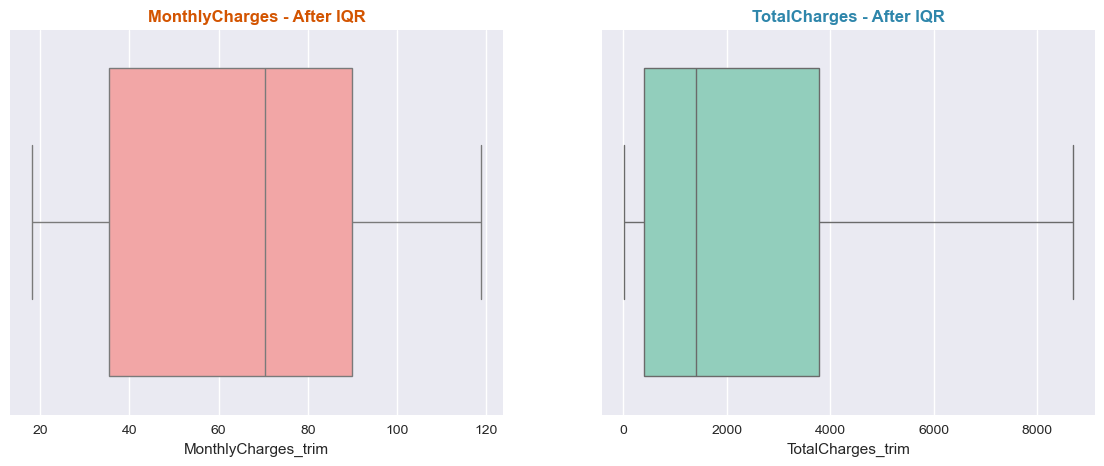 MonthlyCharges - After IQR
20 40 60 80 100 120
MonthlyCharges_trim
TotalCharges - After IQR
0 2000 4000 6000 8000
TotalCharges_trim